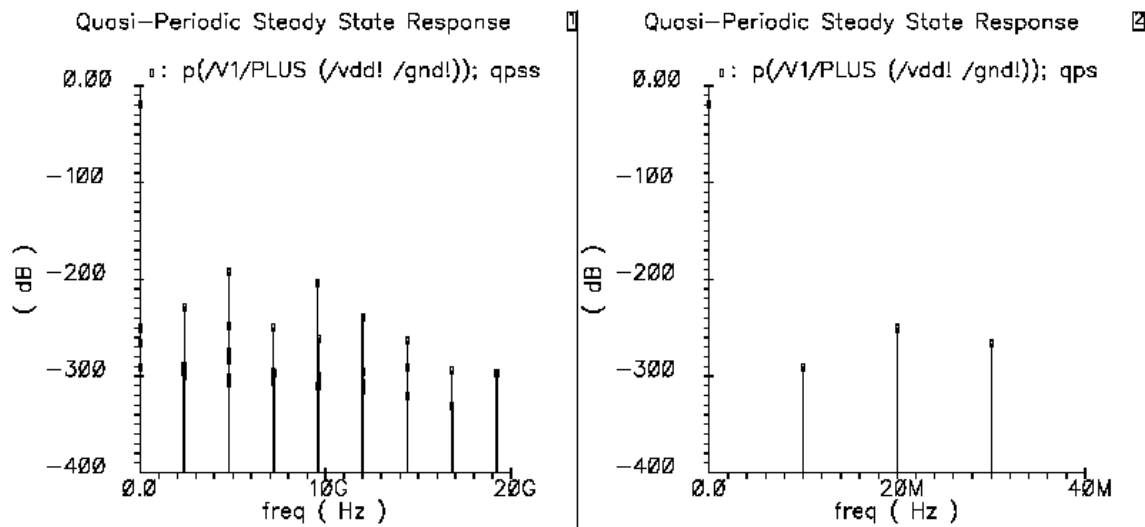 Quasi-Periodic Steady State Response
1
▯: p(/V1/PLUS (/vdd! /gnd!)); qpss
0.00
-100
-200
-300
-400
( dB )
0.0
10G
20G
freq ( Hz )
Quasi-Periodic Steady State Response
2
▯: p(/V1/PLUS (/vdd! /gnd!)); qps
0.00
-100
-200
-300
-400
( dB )
0.0
20M
40M
freq ( Hz )